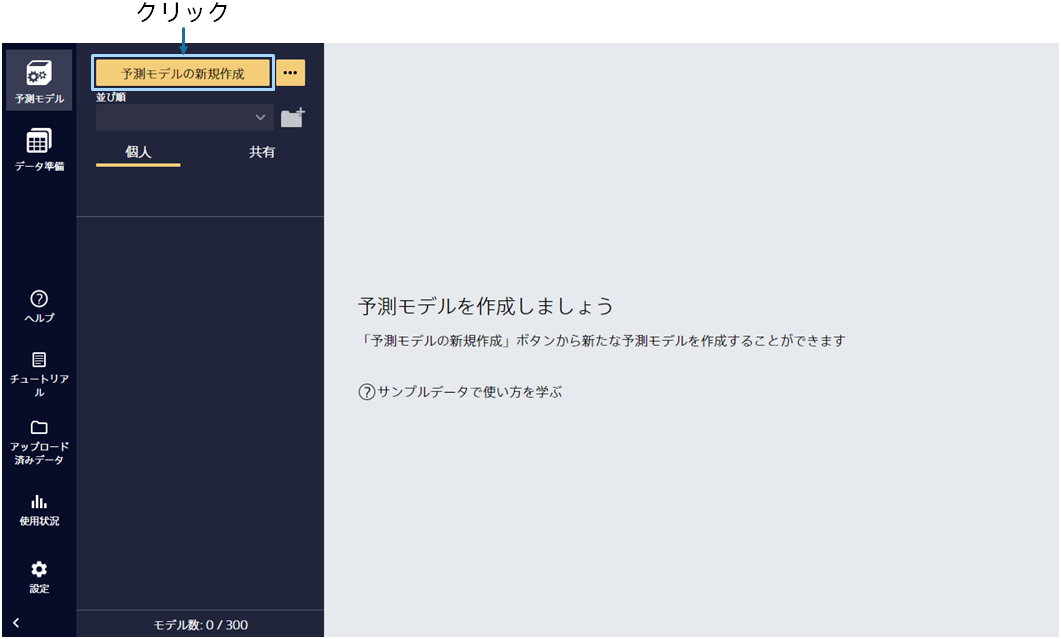 クリック
予測モデル
データ準備
ヘルプ
チュートリア
ル
アップロード
済みデータ
使用状況
設定
予測モデルの新規作成
並び順
個人
共有
モデル数: 0 / 300
予測モデルを作成しましょう
「予測モデルの新規作成」ボタンから新たな予測モデルを作成することができます
サンプルデータで使い方を学ぶ